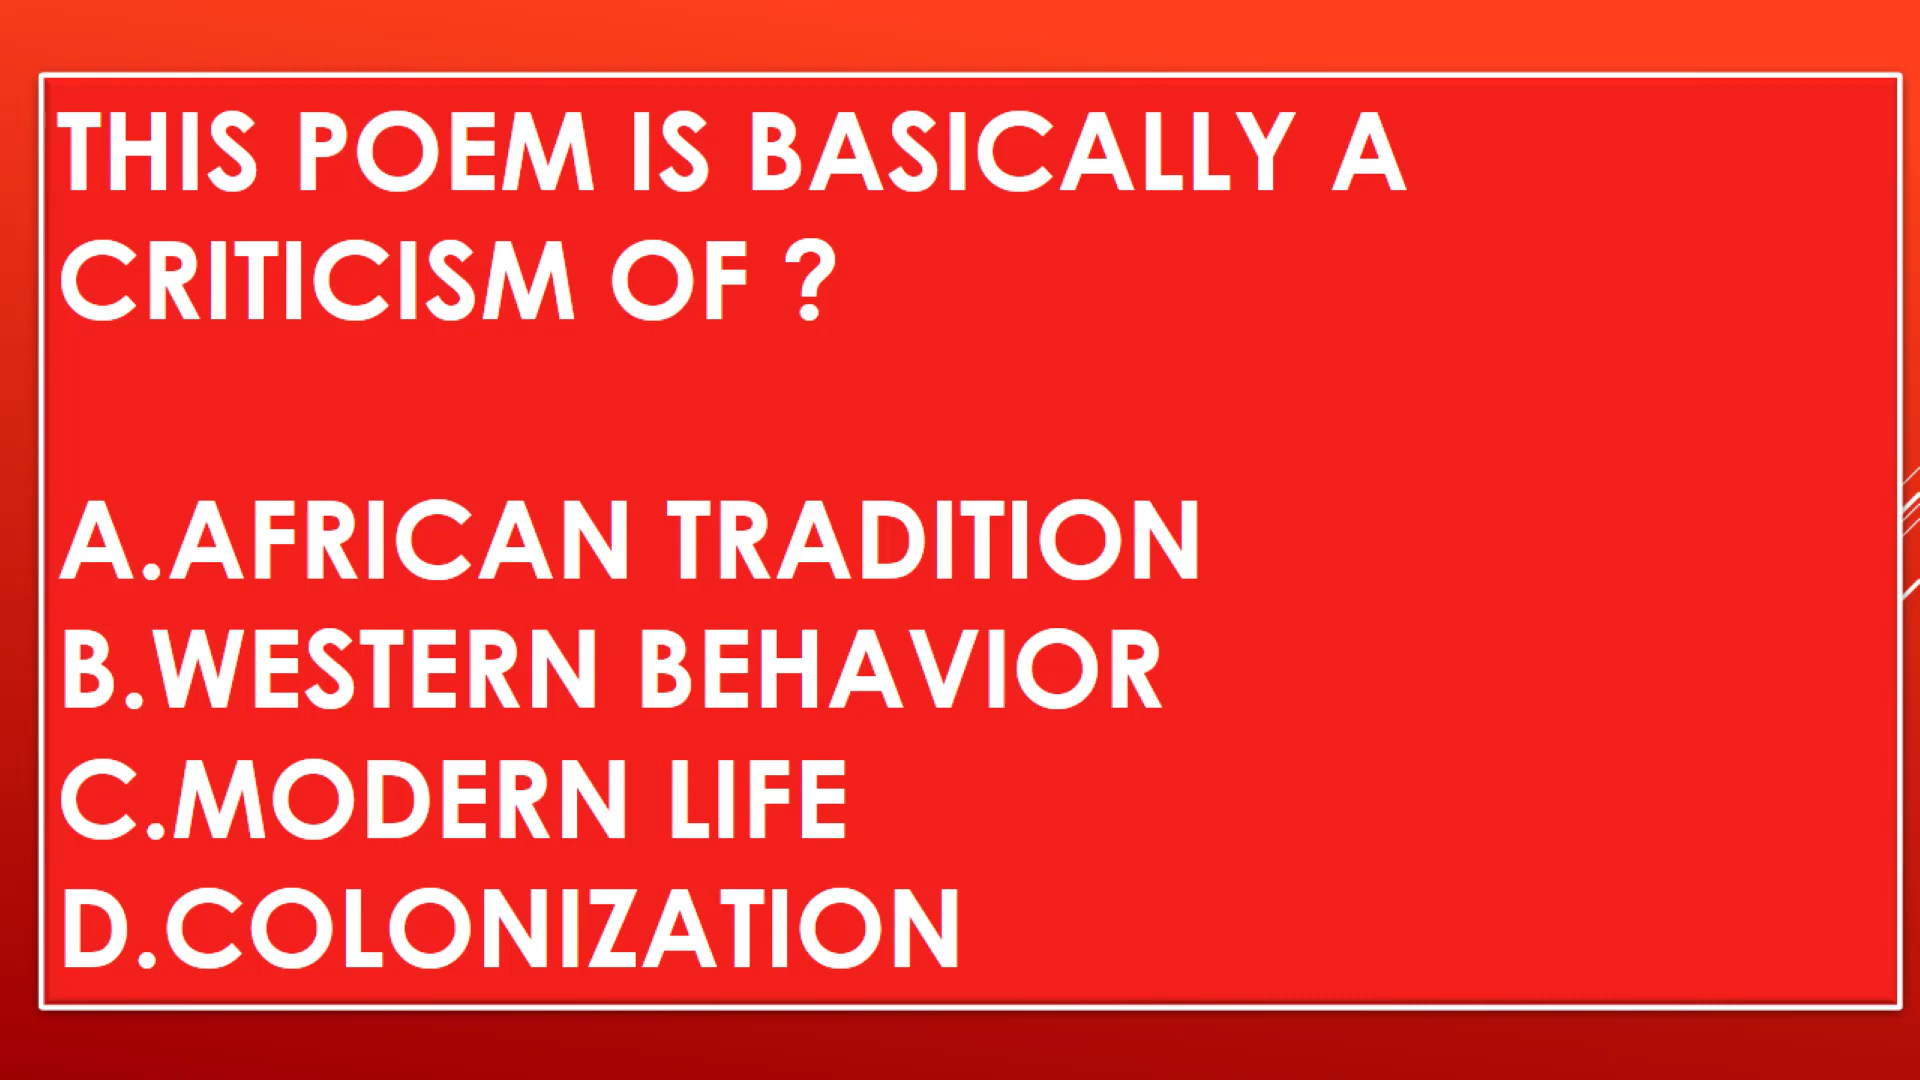 THIS POEM IS BASICALLY A
CRITICISM OF ?
A.AFRICAN TRADITION
B.WESTERN BEHAVIOR
C.MODERN LIFE
D.COLONIZATION